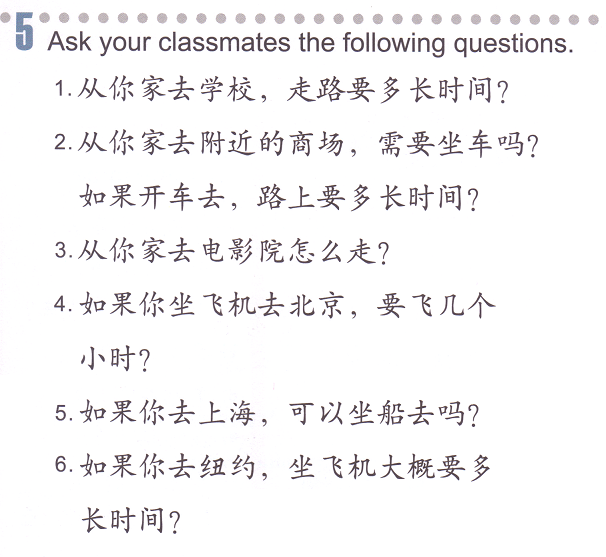 5 Ask your classmates the following questions.
1. 从你家去学校，走路要多长时间？
2. 从你家去附近的商场，需要坐车吗？
如果开车去，路上要多长时间？
3. 从你家去电影院怎么走？
4. 如果你坐飞机去北京，要飞几个
小时？
5. 如果你去上海，可以坐船去吗？
6. 如果你去纽约，坐飞机大概要多
长时间？